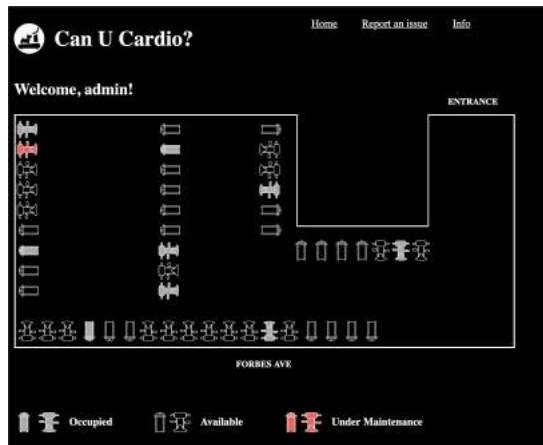 Home Report an issue Info
Can U Cardio?
Welcome, admin!
ENTRANCE
FORBES AVE
Occupied Available Under Maintenance